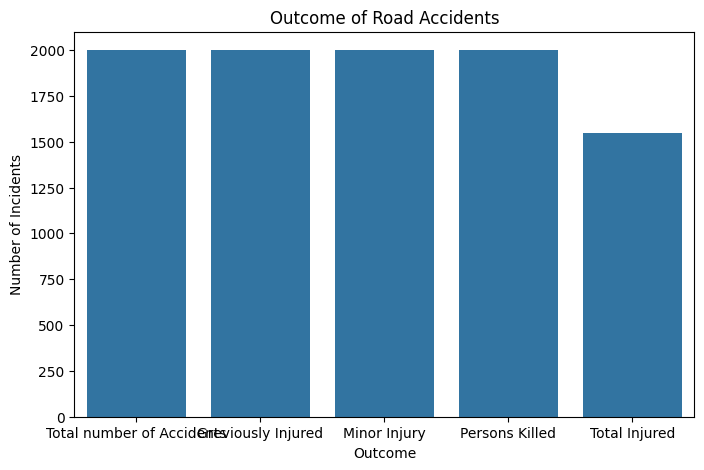 Outcome of Road Accidents
2000
1750
1500
1250
1000
750
500
250
0
Number of Incidents
Total number of Accidents
Greviously Injured
Minor Injury
Persons Killed
Total Injured
Outcome